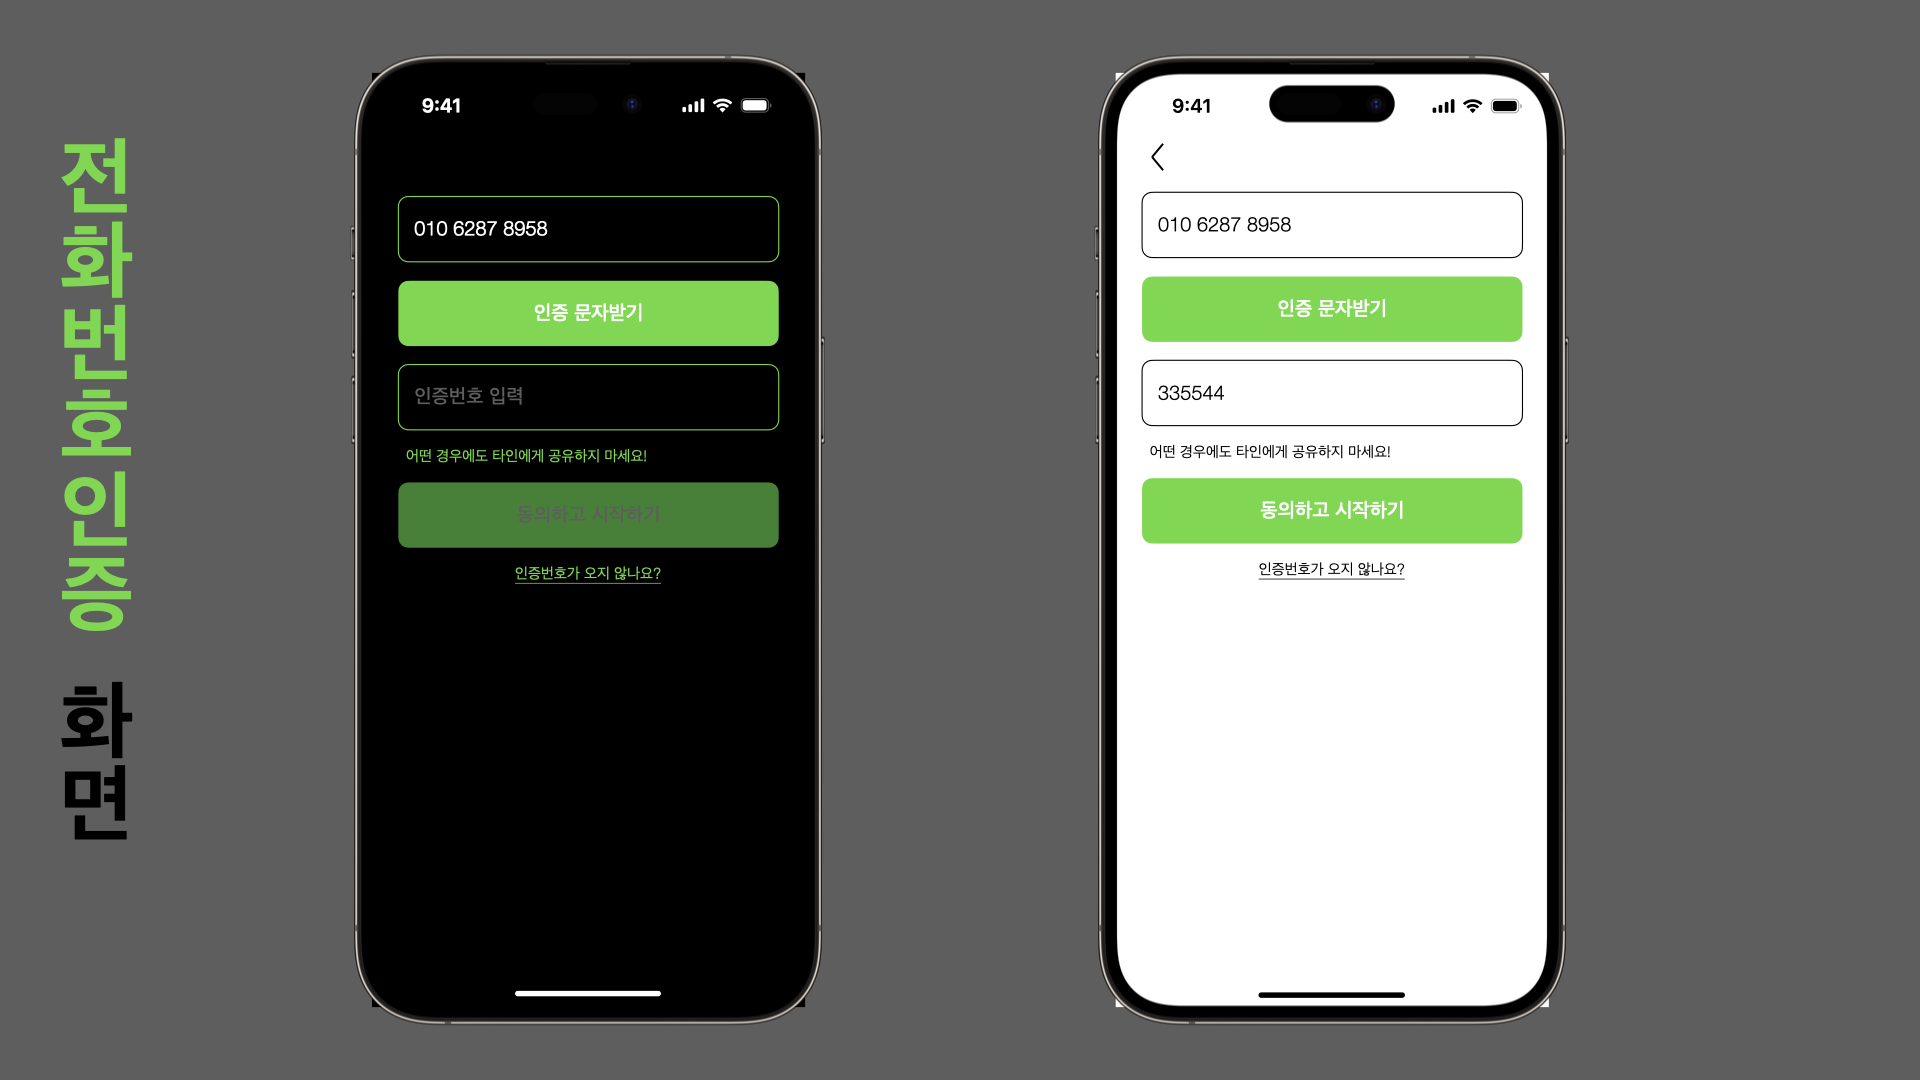 전화번호인증 화면
9:41
010 6287 8958
인증 문자받기
인증번호 입력
어떤 경우에도 타인에게 공유하지 마세요!
동의하고 시작하기
인증번호가 오지 않나요?
9:41
010 6287 8958
인증 문자받기
335544
어떤 경우에도 타인에게 공유하지 마세요!
동의하고 시작하기
인증번호가 오지 않나요?